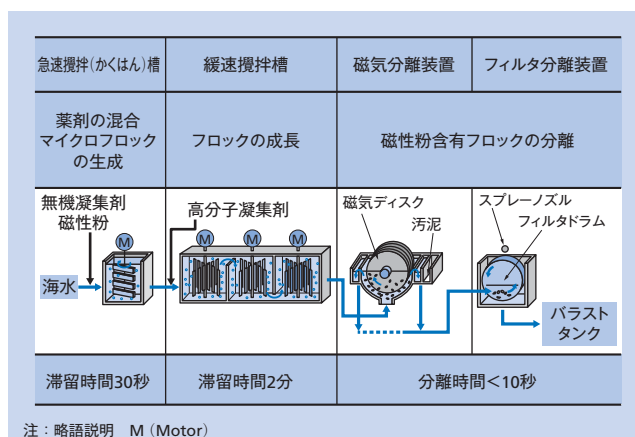 急速攪拌(かくはん)槽
緩速攪拌槽
磁気分離装置
フィルタ分離装置
薬剤の混合
マイクロフロック
の生成
フロックの成長
磁性粉含有フロックの分離
無機凝集剤
磁性粉
M
海水
高分子凝集剤
M
M
M
磁気ディスク
汚泥
スプレーノズル
フィルタドラム
バラスト
タンク
滞留時間30秒
滞留時間2分
分離時間<10秒
注：略語説明　M（Motor）